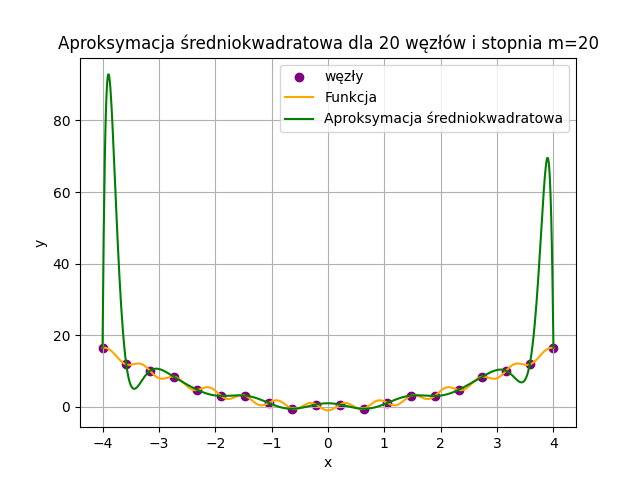 Aproksymacja średniokwadratowa dla 20 węzłów i stopnia m=20
węzły
Funkcja
Aproksymacja średniokwadratowa
80
60
40
20
0
y
−4 −3 −2 −1 0 1 2 3 4
x